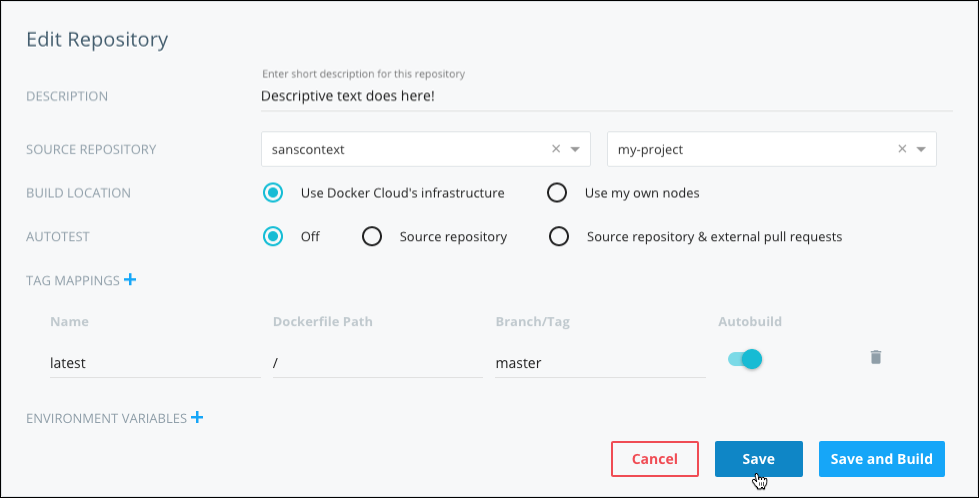 Edit Repository
Enter short description for this repository
DESCRIPTION Descriptive text does here!
SOURCE REPOSITORY sanscontext my-project
BUILD LOCATION Use Docker Cloud's infrastructure Use my own nodes
AUTOTEST Off Source repository Source repository & external pull requests
TAG MAPPINGS +
Name Dockerfile Path Branch/Tag Autobuild
latest / master
ENVIRONMENT VARIABLES +
Cancel Save Save and Build